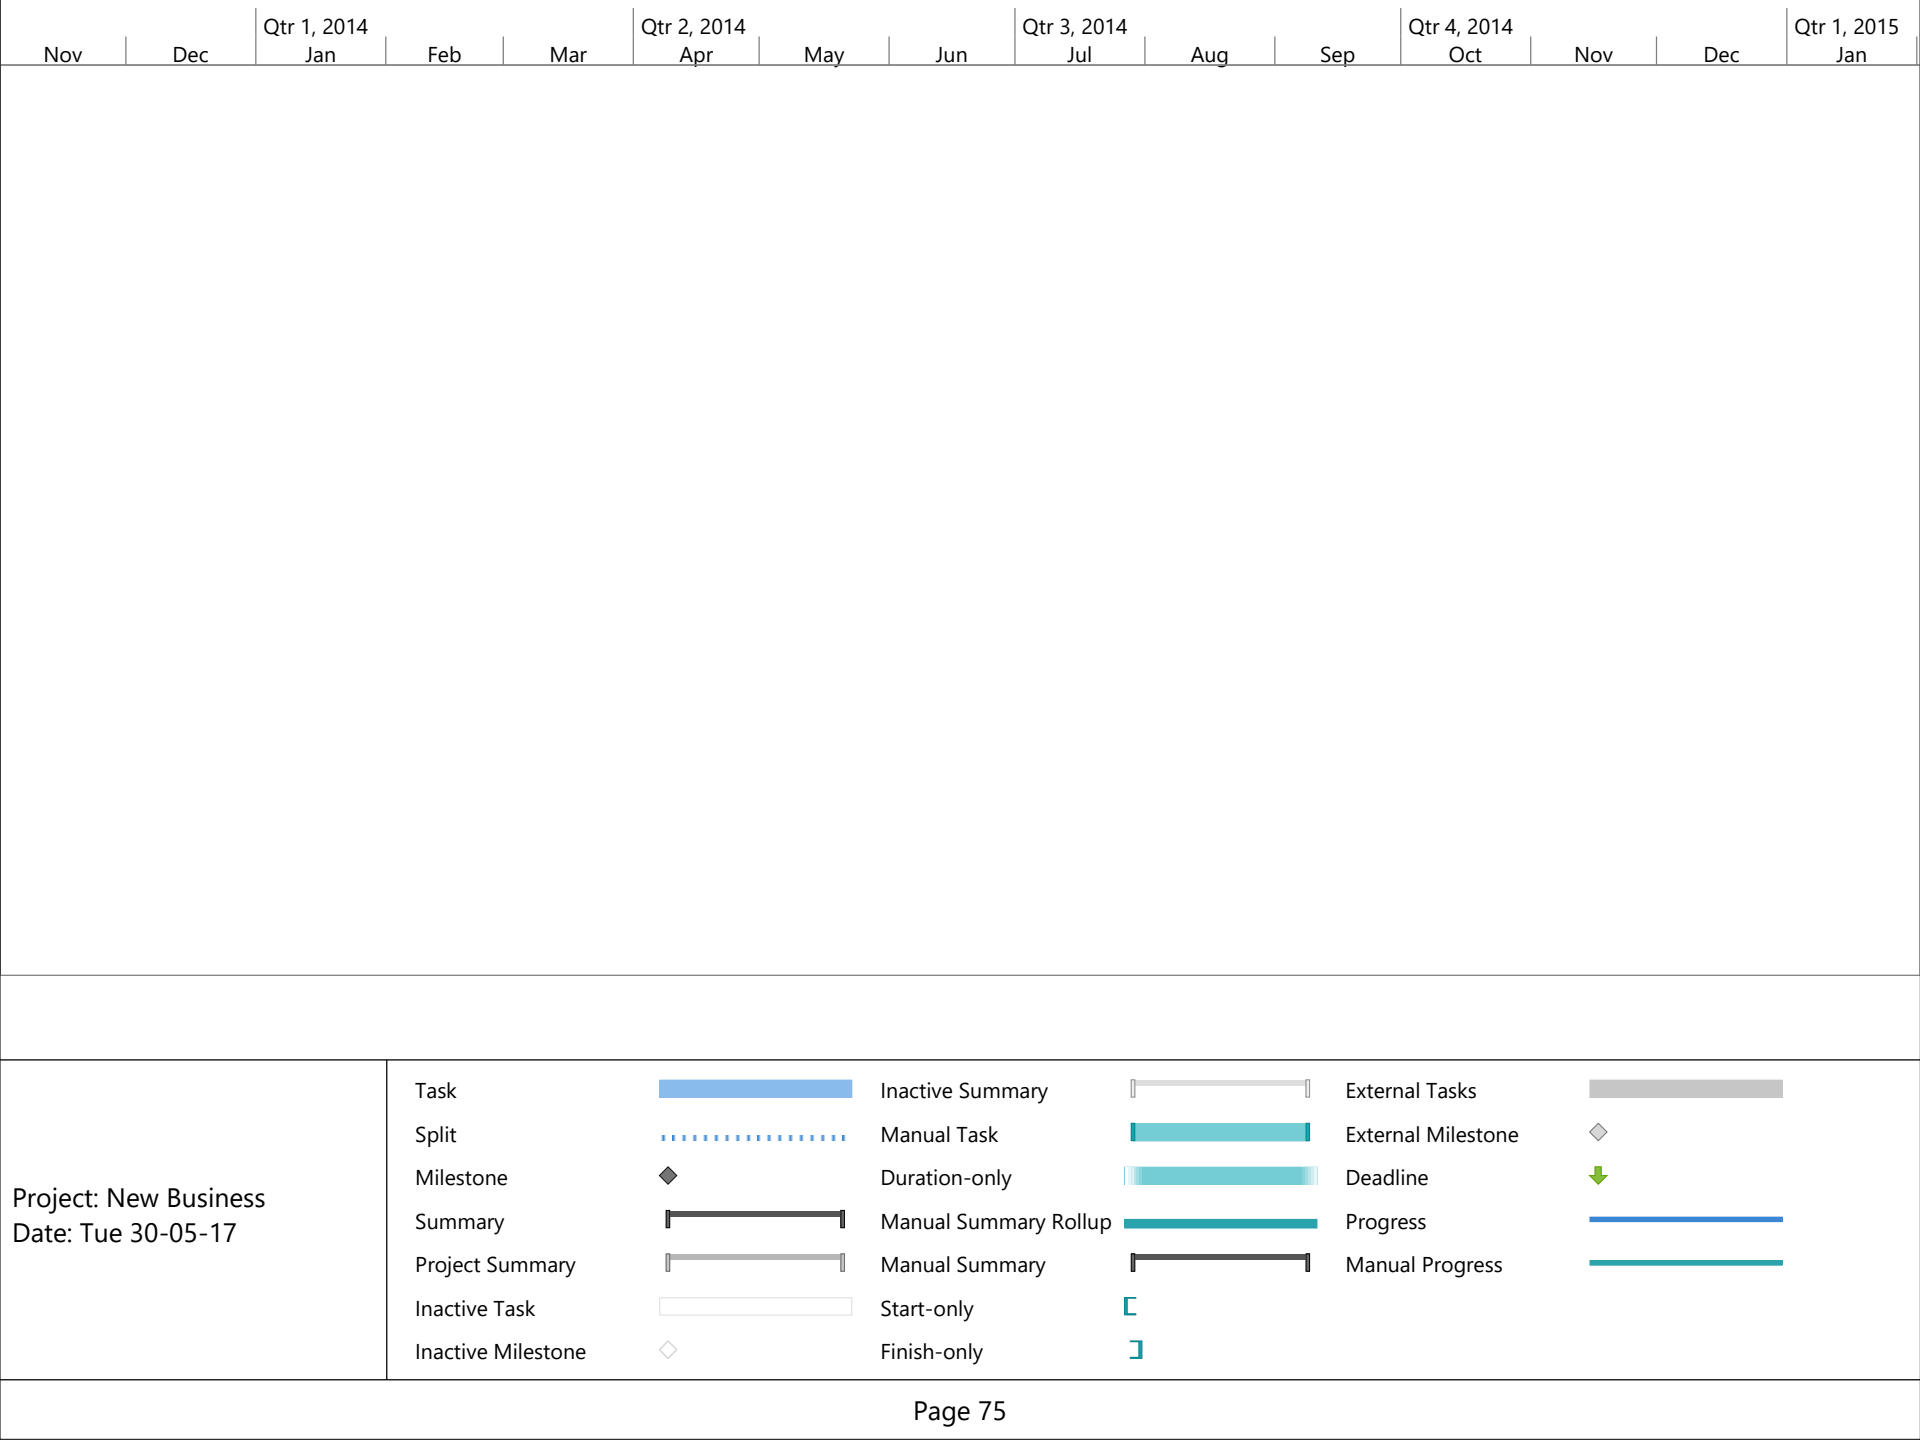 Qtr 1, 2014 Qtr 2, 2014 Qtr 3, 2014 Qtr 4, 2014 Qtr 1, 2015
Nov Dec Jan Feb Mar Apr May Jun Jul Aug Sep Oct Nov Dec Jan
Project: New Business
Date: Tue 30-05-17
Task
Split
Milestone
Summary
Project Summary
Inactive Task
Inactive Milestone
Inactive Summary
Manual Task
Duration-only
Manual Summary Rollup
Manual Summary
Start-only
Finish-only
External Tasks
External Milestone
Deadline
Progress
Manual Progress
Page 75